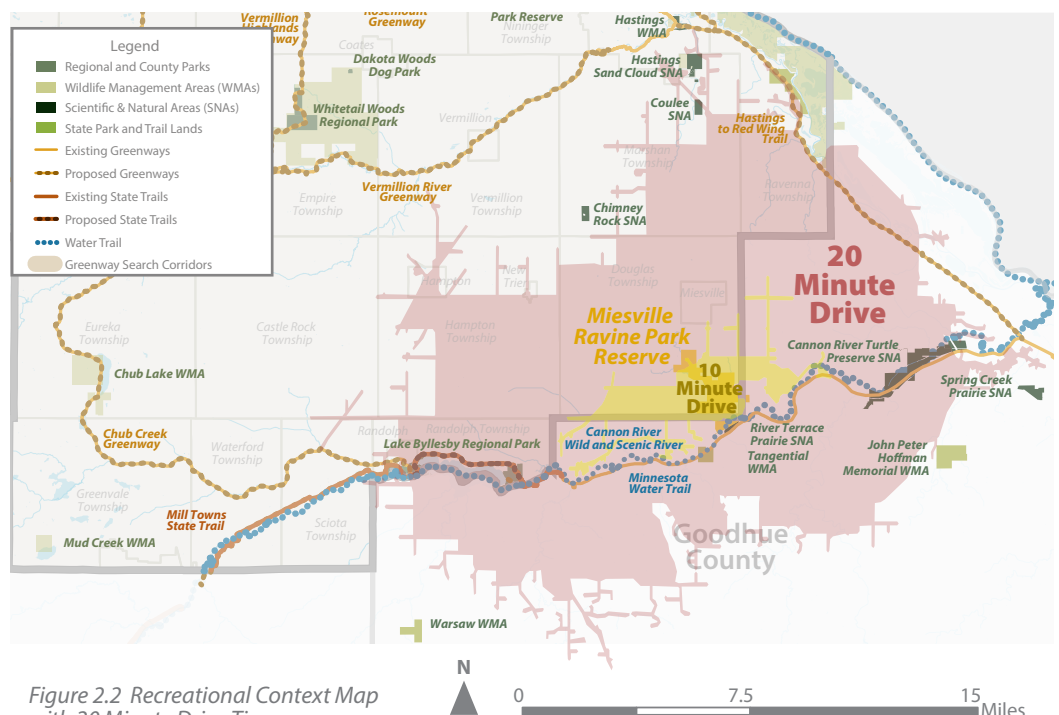 Vermillion
Highlands
Greenway
Rosemount
Greenway
Park Reserve
Nininger
Township
Hastings
WMA
Legend
Regional and County Parks
Wildlife Management Areas (WMAs)
Scientific & Natural Areas (SNAs)
State Park and Trail Lands
Existing Greenways
Proposed Greenways
Existing State Trails
Proposed State Trails
Water Trail
Greenway Search Corridors
Coates
Dakota Woods
Dog Park
Hastings
Sand Cloud SNA
Whitetail Woods
Regional Park
Vermillion
Coulee
SNA
Hastings
to Red Wing
Trail
Marshan
Township
Vermillion River
Greenway
Empire
Township
Vermillion
Township
Ravenna
Township
Chimney
Rock SNA
20
Minute
Drive
Hampton
New
Trier
Douglas
Township
Miesville
Miesville
Ravine Park
Reserve
Eureka
Township
Castle Rock
Township
Hampton
Township
Cannon River Turtle
Preserve SNA
Chub Lake WMA
10
Minute
Drive
Spring Creek
Prairie SNA
Chub Creek
Greenway
Waterford
Township
Randolph
Randolph Township
Lake Byllesby Regional Park
Cannon River
Wild and Scenic River
River Terrace
Prairie SNA
Tangential
WMA
John Peter
Hoffman
Memorial WMA
Minnesota
Water Trail
Greenvale
Township
Mill Towns
State Trail
Sciota
Township
Goodhue
County
Mud Creek WMA
Warsaw WMA
N
Figure 2.2 Recreational Context Map
0 7.5 15
Miles